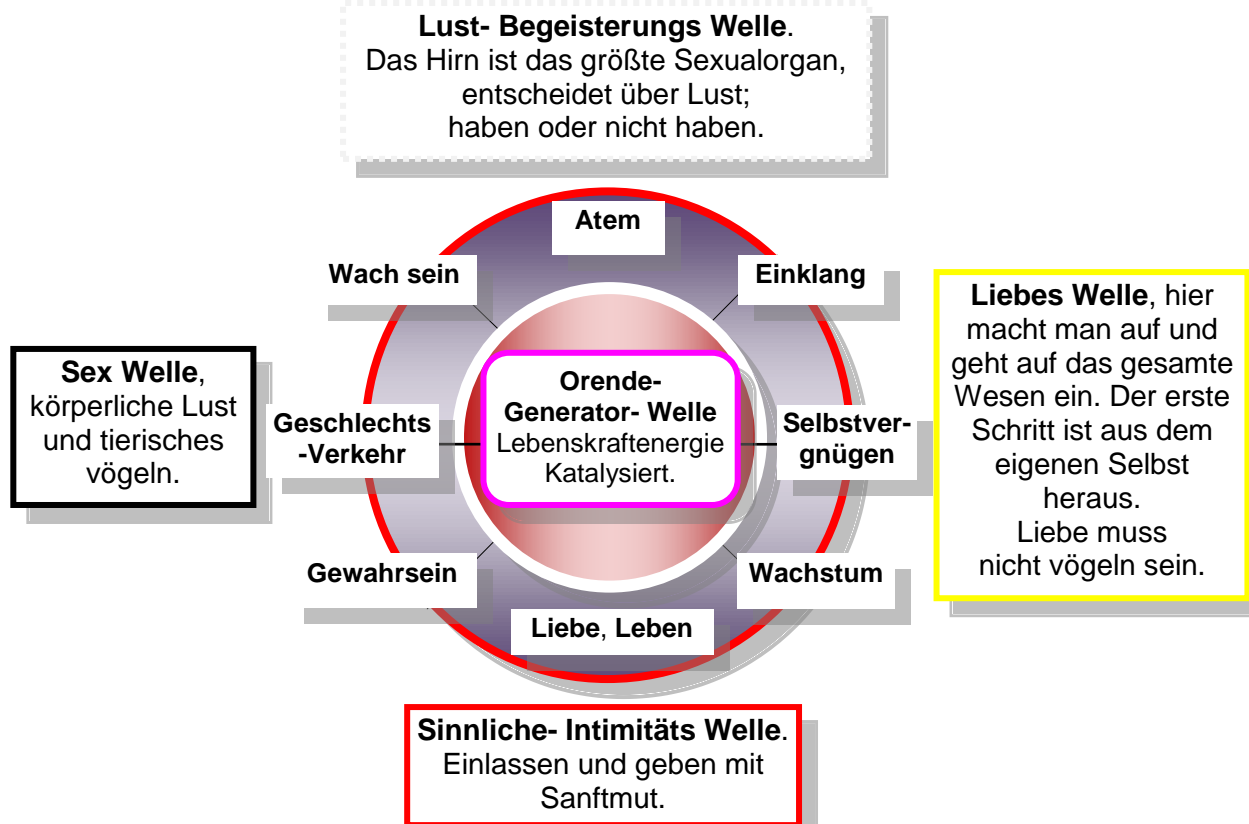 Lust- Begeisterungs Welle.
Das Hirn ist das größte Sexualorgan,
entscheidet über Lust;
haben oder nicht haben.
Atem
Wach sein
Einklang
Sex Welle,
körperliche Lust
und tierisches
vögeln.
Geschlechts
-Verkehr
Orende-
Generator- Welle
Lebenskraftenergie
Katalysiert.
Selbstver-
gnügen
Liebes Welle, hier
macht man auf und
geht auf das gesamte
Wesen ein. Der erste
Schritt ist aus dem
eigenen Selbst
heraus.
Liebe muss
nicht vögeln sein.
Gewahrsein
Wachstum
Liebe, Leben
Sinnliche- Intimitäts Welle.
Einlassen und geben mit
Sanftmut.